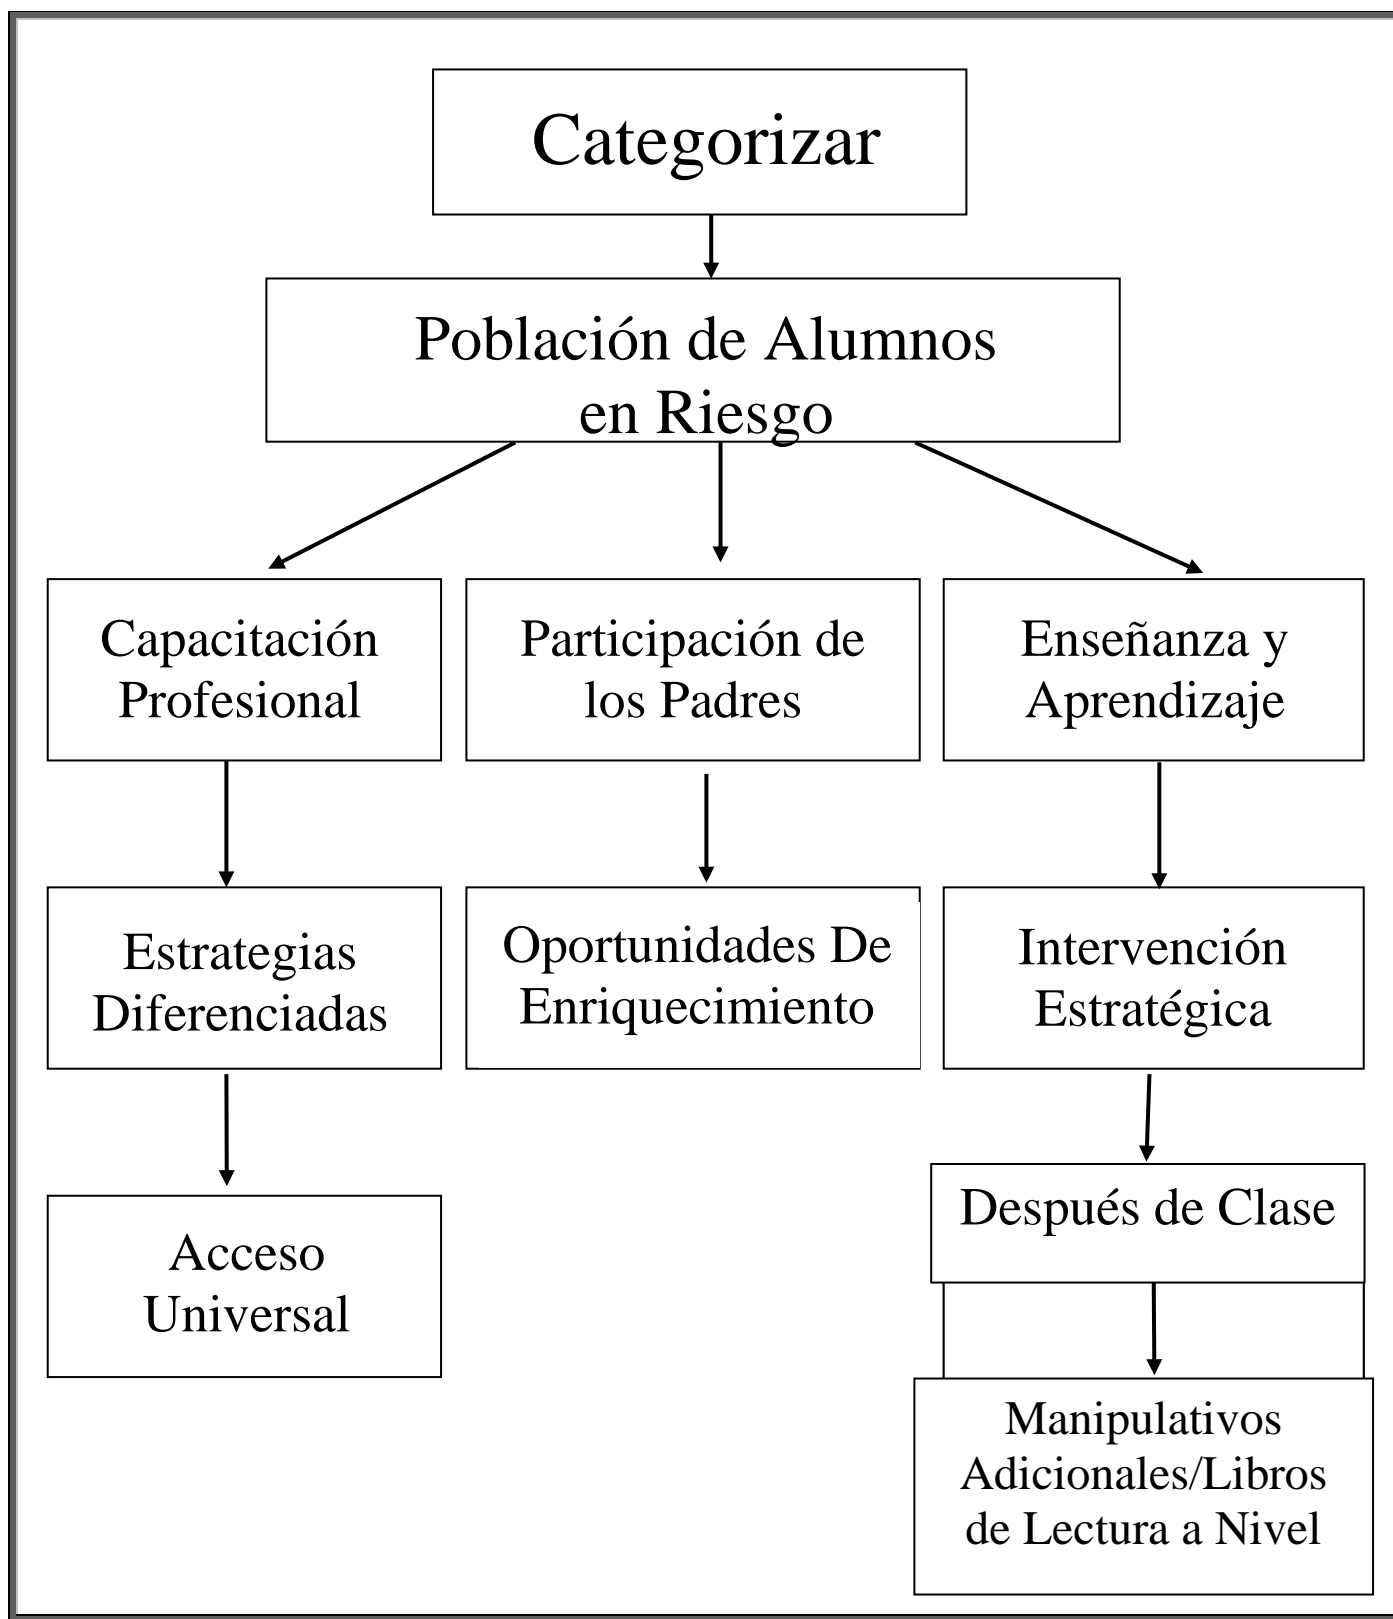 Categorizar
Población de Alumnos
en Riesgo
Capacitación
Profesional
Participación de
los Padres
Enseñanza y
Aprendizaje
Estrategias
Diferenciadas
Oportunidades De
Enriquecimiento
Intervención
Estratégica
Acceso
Universal
Después de Clase
Manipulativos
Adicionales/Libros
de Lectura a Nivel